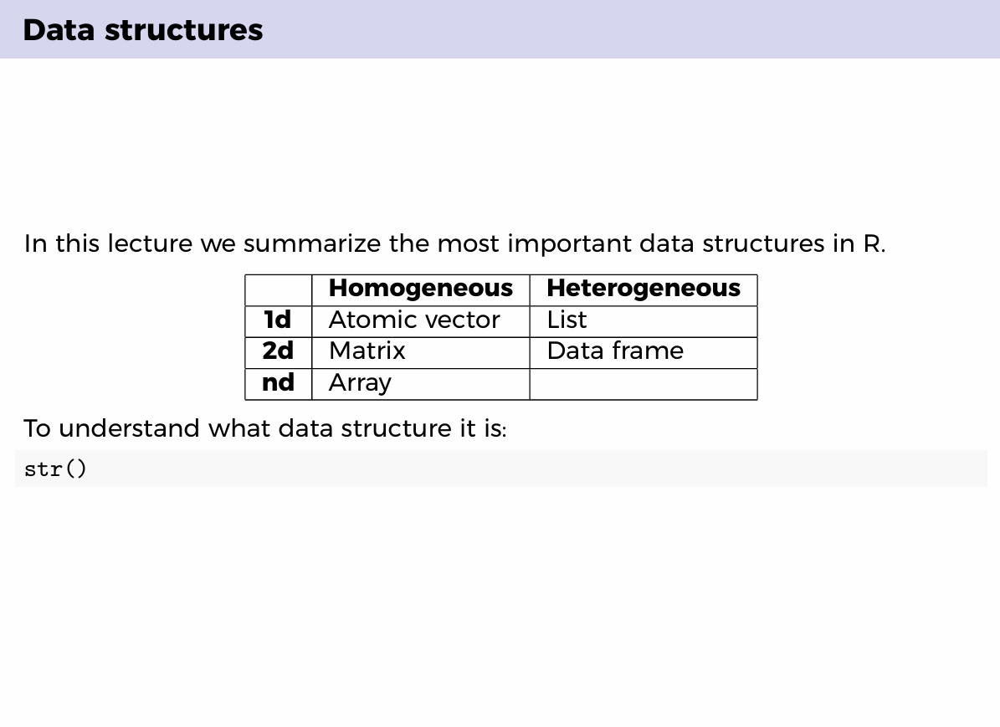 Data structures
In this lecture we summarize the most important data structures in R.
Homogeneous Heterogeneous
1d Atomic vector List
2d Matrix Data frame
nd Array
To understand what data structure it is:
str()